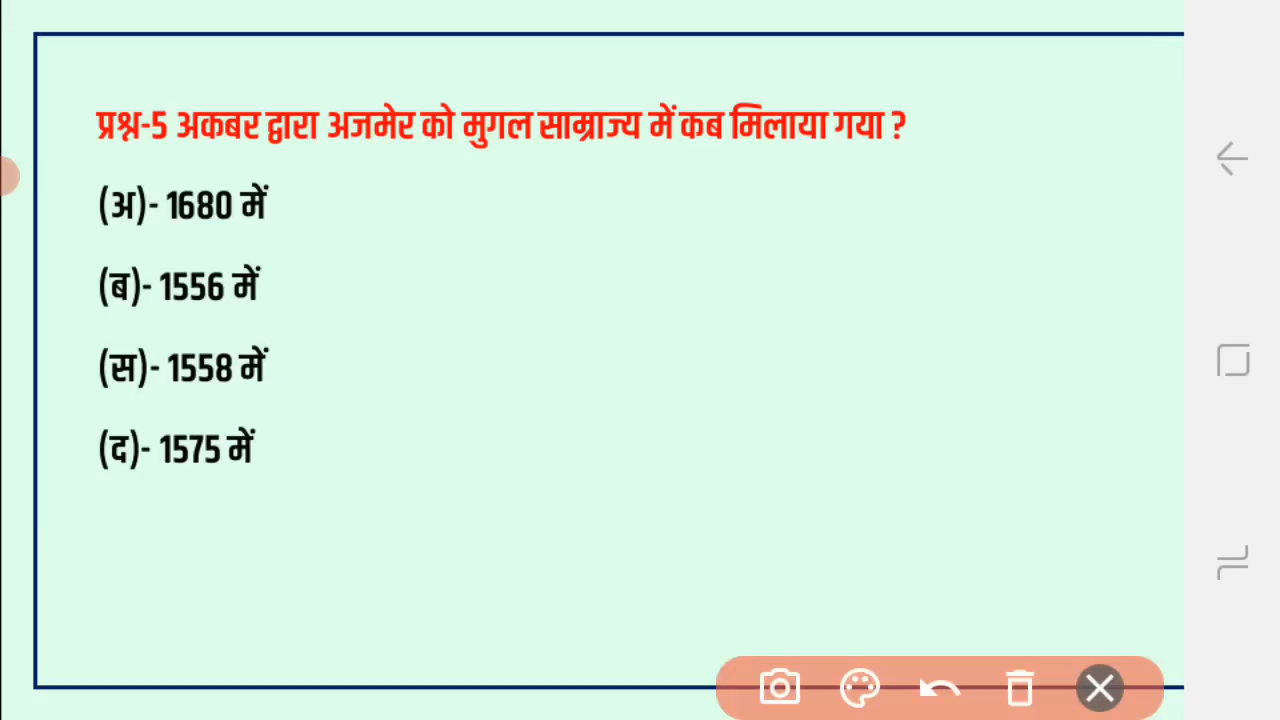 प्रश्न-5 अकबर द्वारा अजमेर को मुगल साम्राज्य में कब मिलाया गया ?
(अ)- 1680 में
(ब)- 1556 में
(स)- 1558 में
(द)- 1575 में